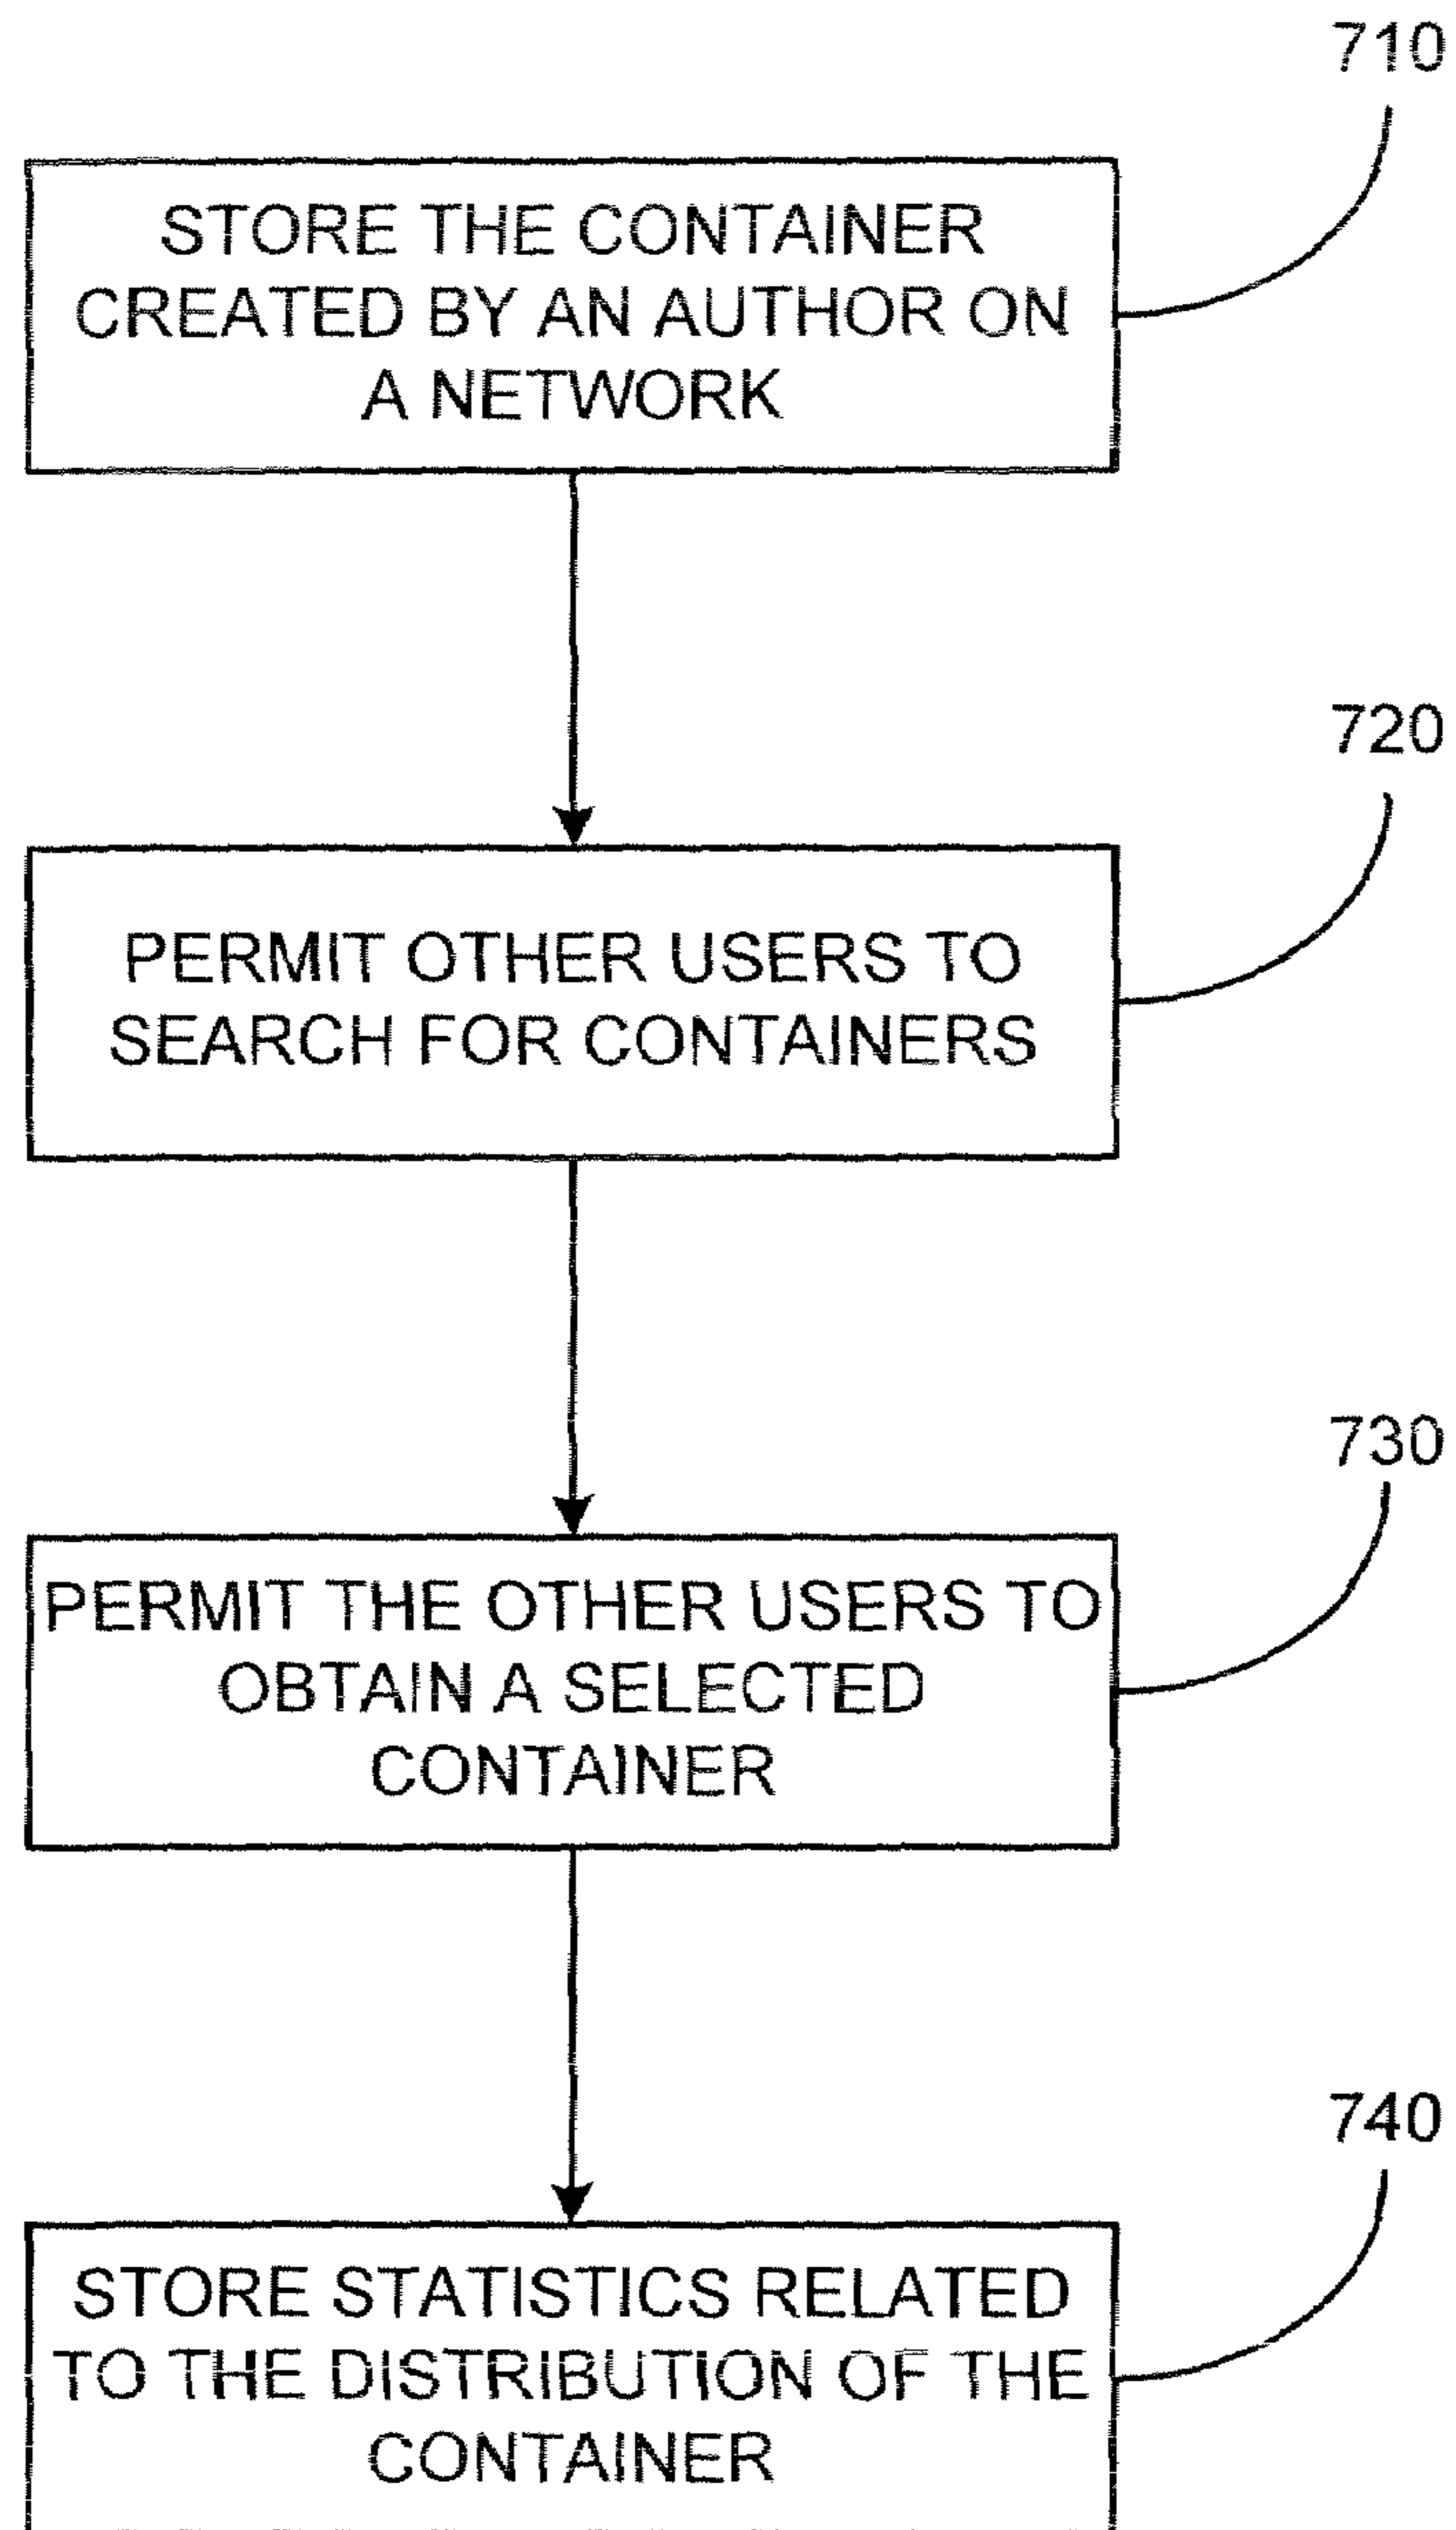 710
STORE THE CONTAINER
CREATED BY AN AUTHOR ON
A NETWORK
720
PERMIT OTHER USERS TO
SEARCH FOR CONTAINERS
730
PERMIT THE OTHER USERS TO
OBTAIN A SELECTED
CONTAINER
740
STORE STATISTICS RELATED
TO THE DISTRIBUTION OF THE
CONTAINER